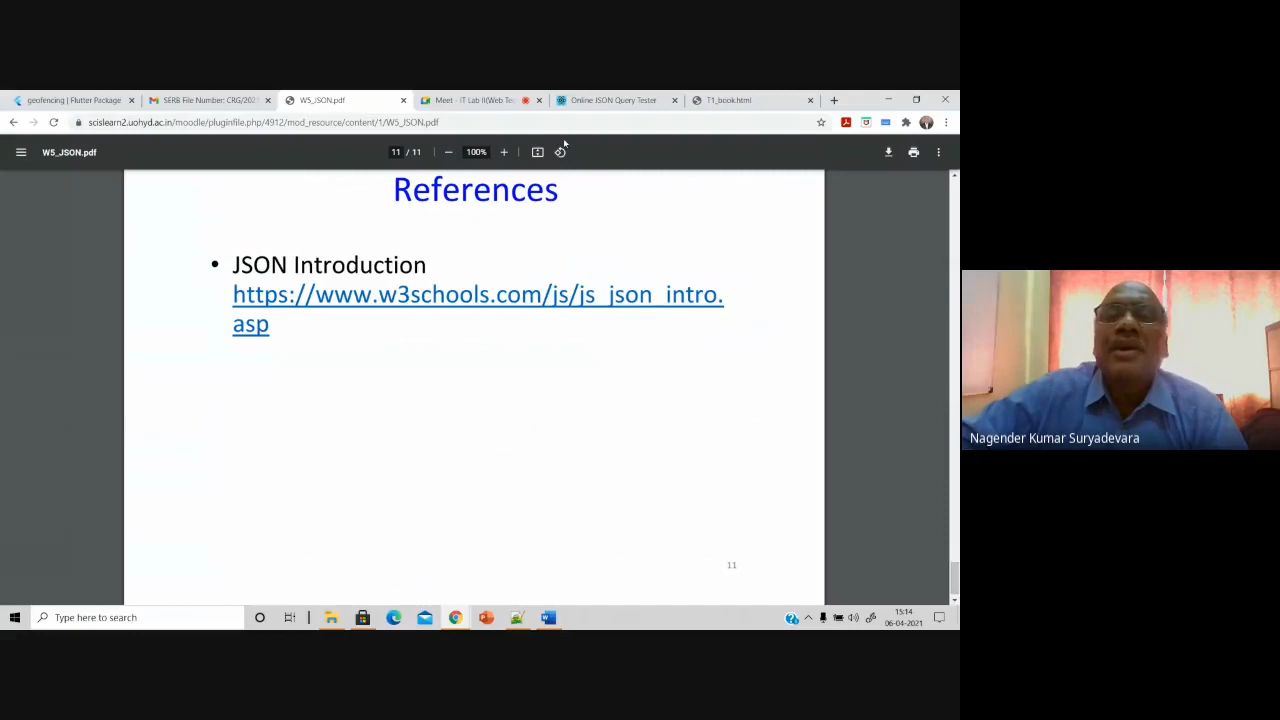 geofencing | Flutter Package
SERB File Number: CRG/202
W5_JSON.pdf
Meet - IT Lab II(Web Te
Online JSON Query Tester
T1_book.html
scislearn2.uohyd.ac.in/moodle/pluginfile.php/4912/mod_resource/content/1/W5_JSON.pdf
W5_JSON.pdf
11 / 11
100%
References
• JSON Introduction
https://www.w3schools.com/js/js_json_intro.
asp
11
Nagender Kumar Suryadevara
Type here to search
15:14
06-04-2021